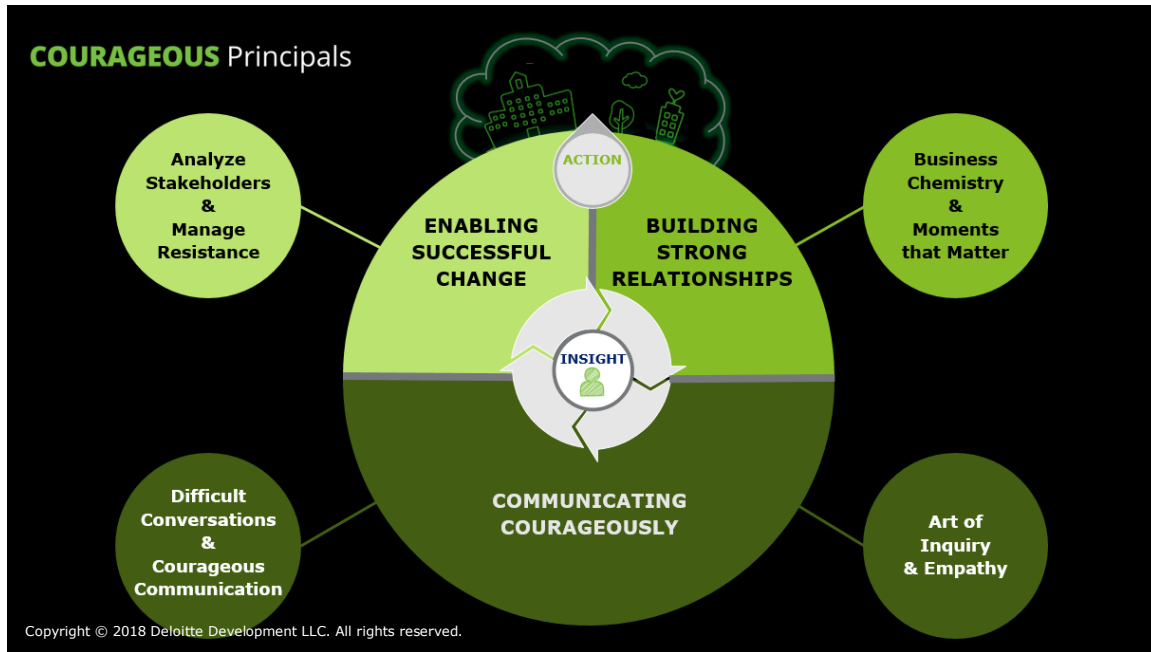 COURAGEOUS Principals
Analyze
Stakeholders
&
Manage
Resistance
ACTION
Business
Chemistry
&
Moments
that Matter
ENABLING
SUCCESSFUL
CHANGE
BUILDING
STRONG
RELATIONSHIPS
INSIGHT
COMMUNICATING
COURAGEOUSLY
Difficult
Conversations
&
Courageous
Communication
Art of
Inquiry
& Empathy
Copyright © 2018 Deloitte Development LLC. All rights reserved.